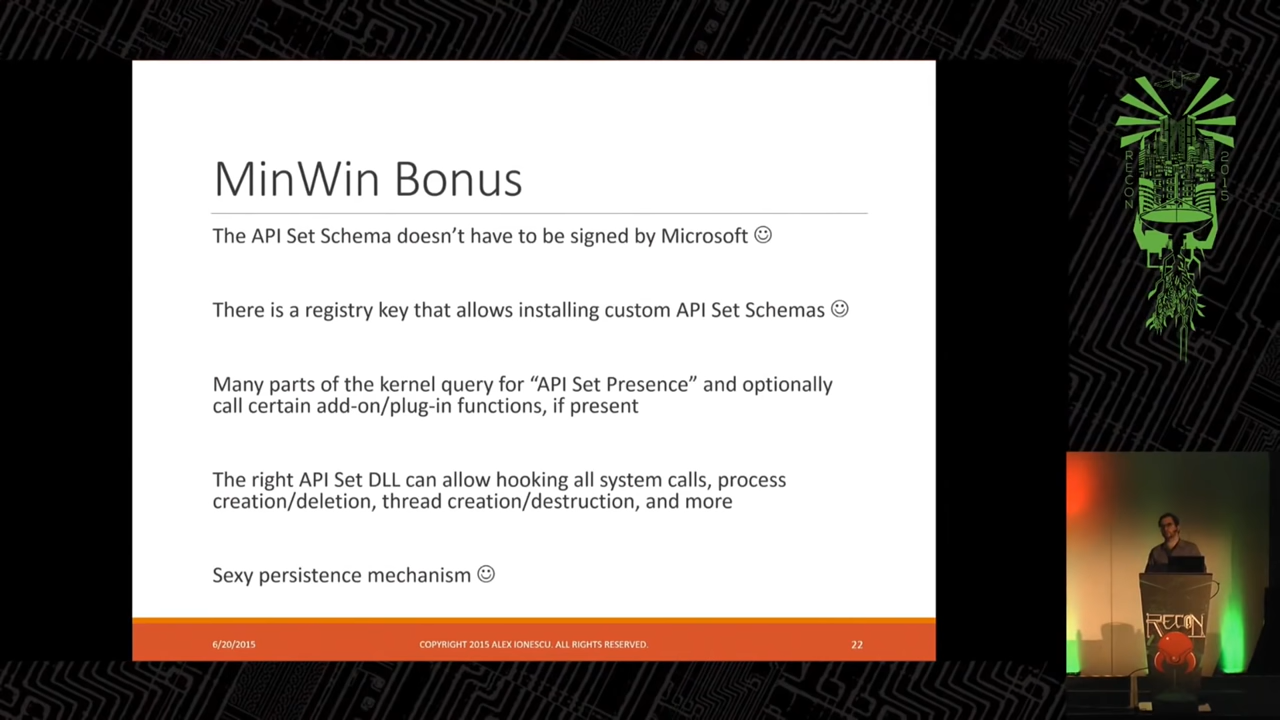 MinWin Bonus
The API Set Schema doesn’t have to be signed by Microsoft ☺
There is a registry key that allows installing custom API Set Schemas ☺
Many parts of the kernel query for “API Set Presence” and optionally
call certain add-on/plug-in functions, if present
The right API Set DLL can allow hooking all system calls, process
creation/deletion, thread creation/destruction, and more
Sexy persistence mechanism ☺
6/20/2015
COPYRIGHT 2015 ALEX IONESCU. ALL RIGHTS RESERVED.
22
RECON
2015
RECON